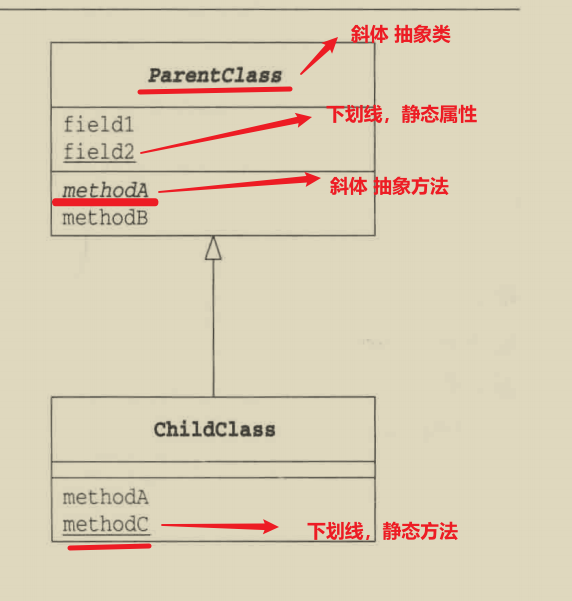 斜体 抽象类
ParentClass
下划线，静态属性
field1
field2
斜体 抽象方法
methodA
methodB
ChildClass
methodA
methodC
下划线，静态方法